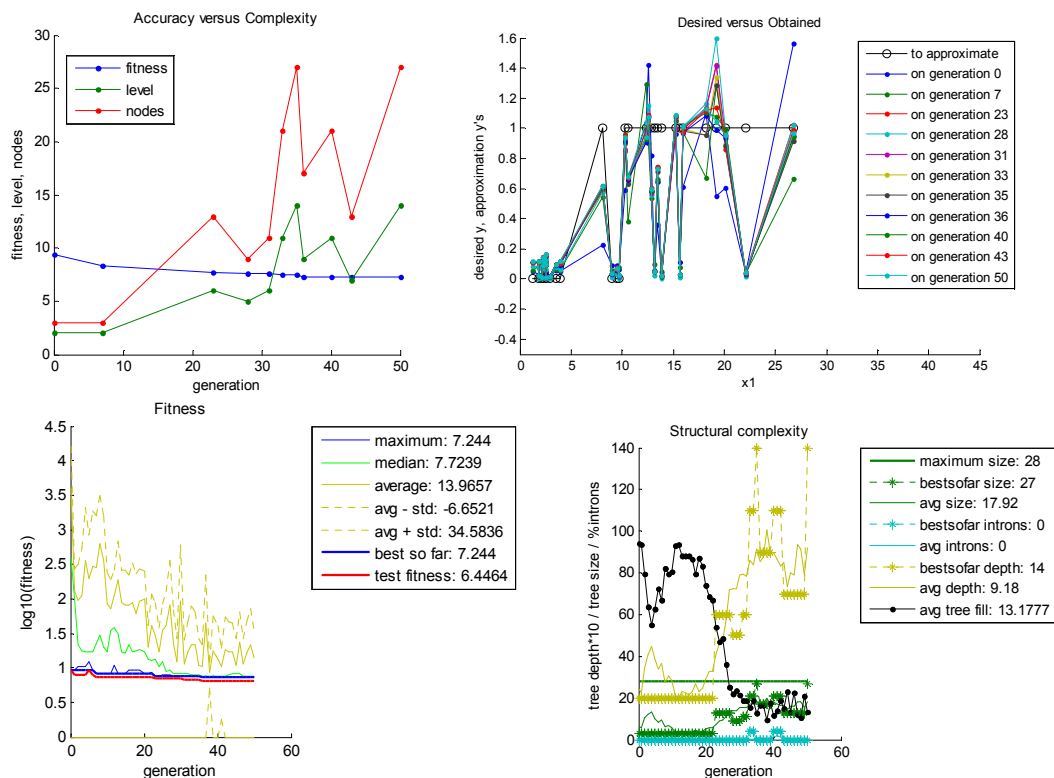 Accuracy versus Complexity
fitness, level, nodes
30
25
20
15
10
5
0
fitness
level
nodes
0
10
20
30
40
50
generation
Desired versus Obtained
desired y, approximation y's
1.6
1.4
1.2
1
0.8
0.6
0.4
0.2
0
-0.2
-0.4
0
5
10
15
20
25
30
35
40
45
x1
to approximate
on generation 0
on generation 7
on generation 23
on generation 28
on generation 31
on generation 33
on generation 35
on generation 36
on generation 40
on generation 43
on generation 50
Fitness
log10(fitness)
4.5
4
3.5
3
2.5
2
1.5
1
0.5
0
0
20
40
60
generation
maximum: 7.244
median: 7.7239
average: 13.9657
avg - std: -6.6521
avg + std: 34.5836
best so far: 7.244
test fitness: 6.4464
Structural complexity
tree depth*10 / tree size / %introns
140
120
100
80
60
40
20
0
0
20
40
60
generation
maximum size: 28
bestsofar size: 27
avg size: 17.92
bestsofar introns: 0
avg introns: 0
bestsofar depth: 14
avg depth: 9.18
avg tree fill: 13.1777